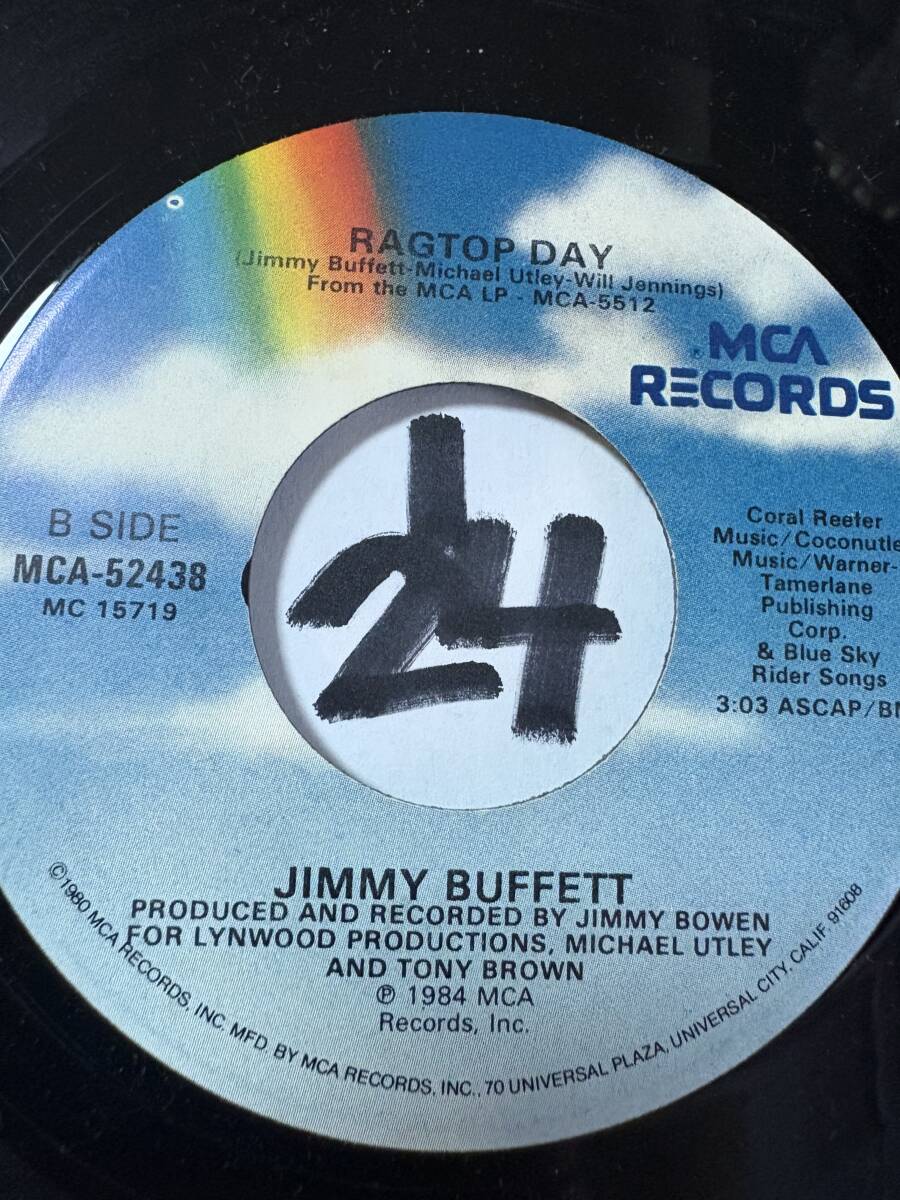 RAGTOP DAY
(Jimmy Buffett-Michael Utley-Will Jennings)
From the MCA LP - MCA-5512
MCA
RECORDS
B SIDE
MCA-52438
MC 15719
24
Coral Reefer
Music/Coconutle
Music/Warner-
Tamerlane
Publishing
Corp.
& Blue Sky
Rider Songs
3:03 ASCAP/BM
JIMMY BUFFETT
PRODUCED AND RECORDED BY JIMMY BOWEN
FOR LYNWOOD PRODUCTIONS, MICHAEL UTLEY
AND TONY BROWN
℗ 1984 MCA
Records, Inc.
©1980 MCA RECORDS, INC. MFD. BY MCA RECORDS, INC., 70 UNIVERSAL PLAZA, UNIVERSAL CITY, CALIF. 91608